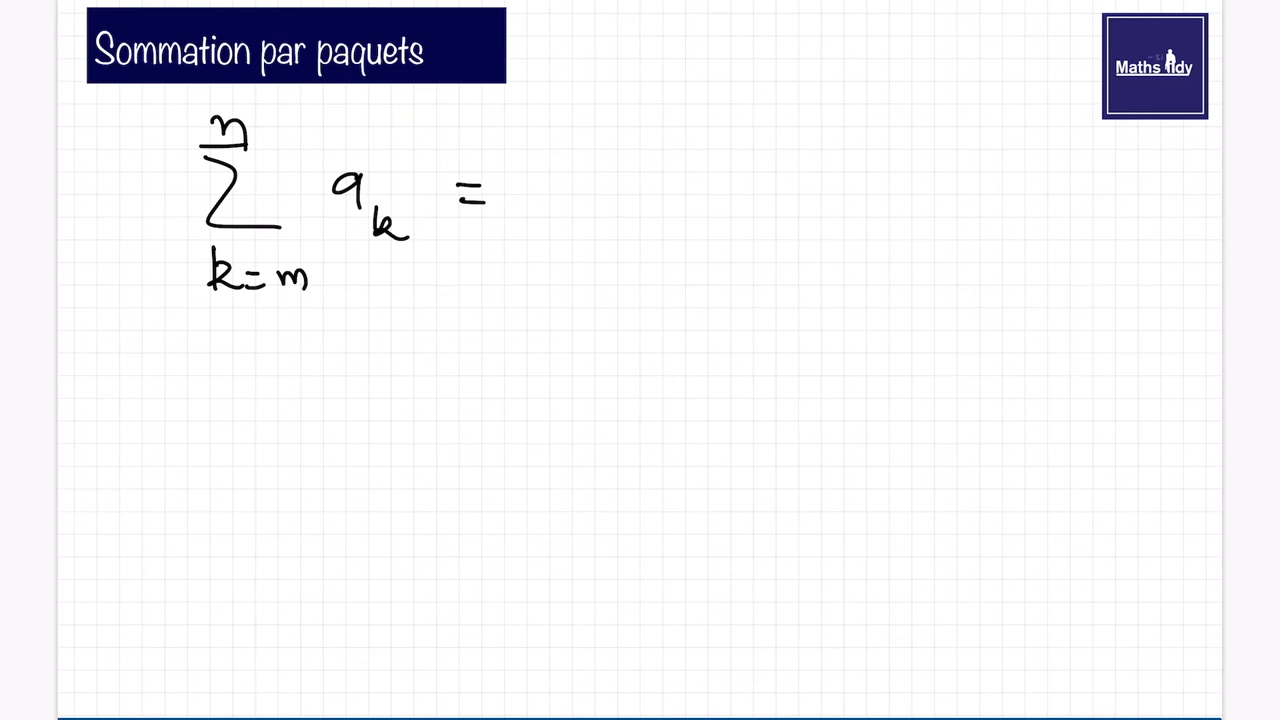 Sommation par paquets
Maths
n
∑ a_k =
k = m